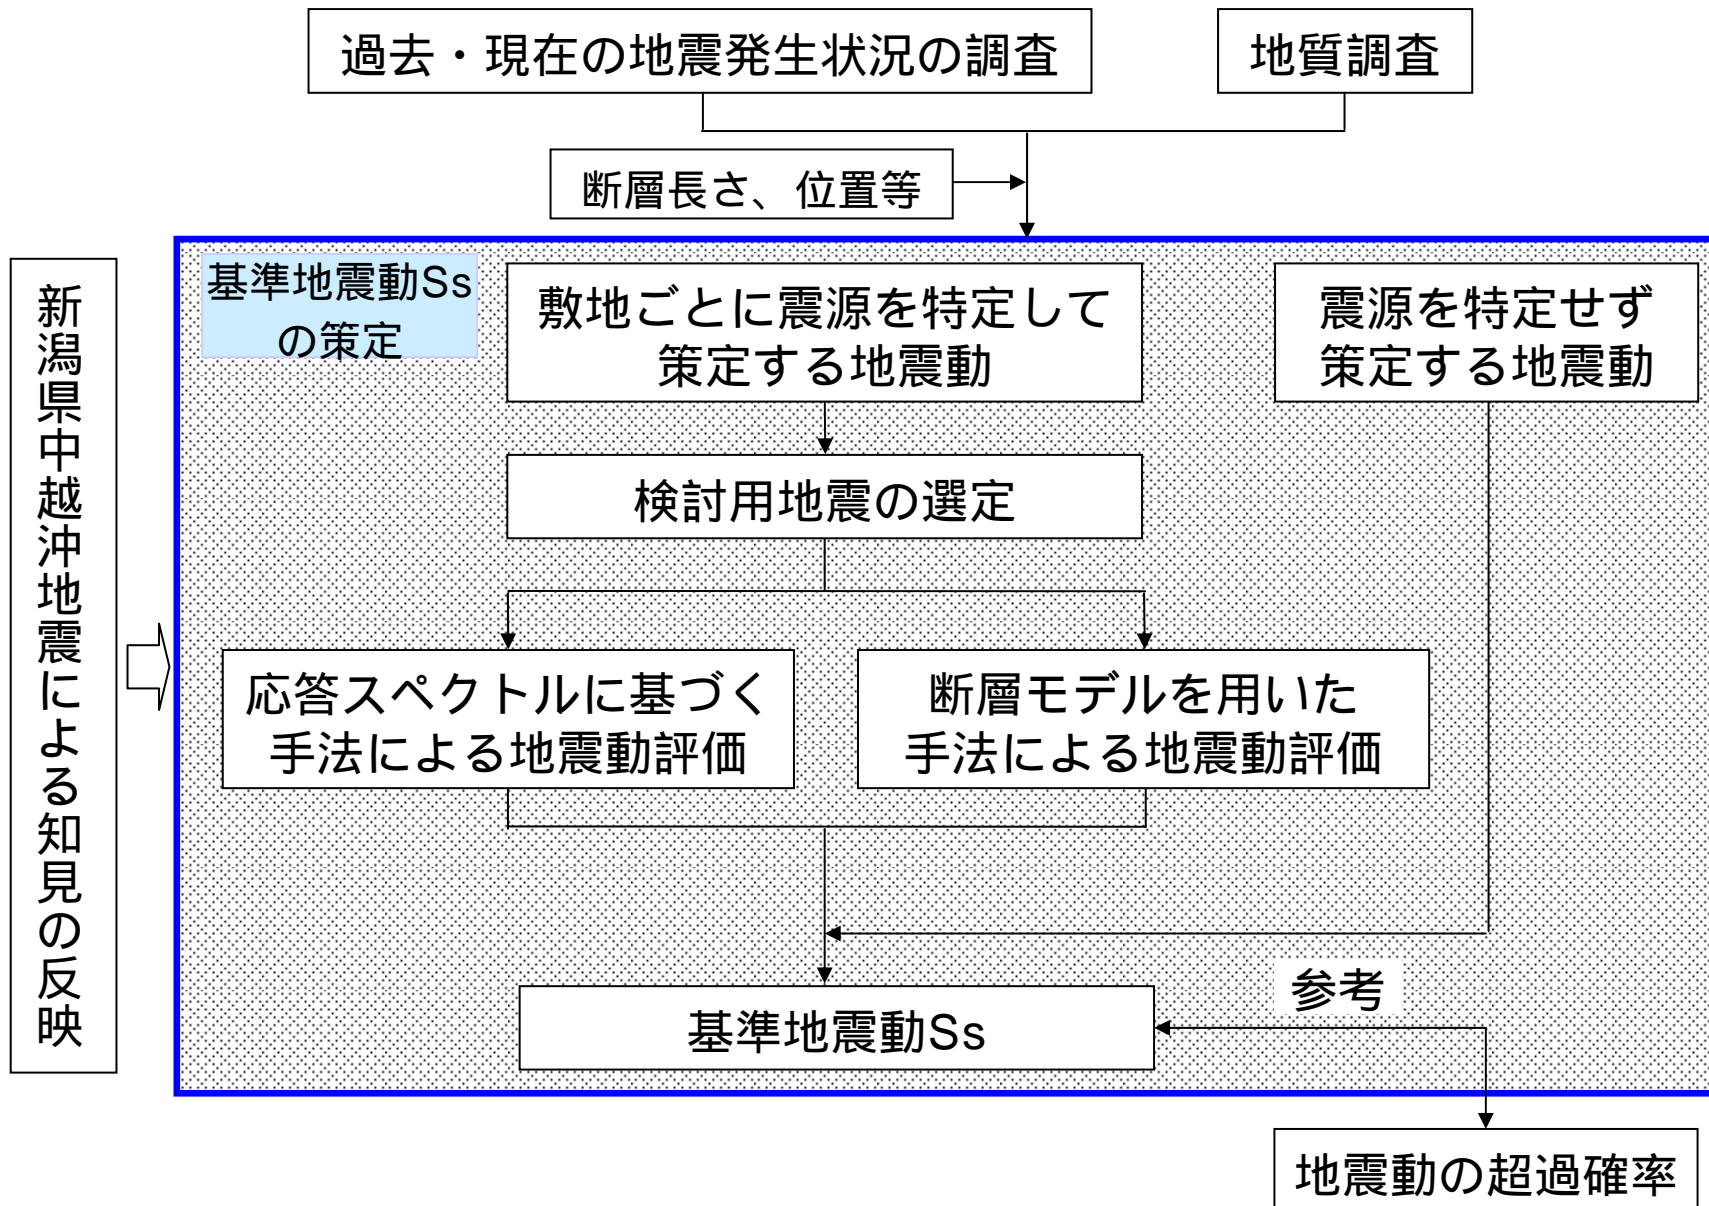 過去・現在の地震発生状況の調査
地質調査
断層長さ、位置等
新潟県中越沖地震による知見の反映
基準地震動Ss
の策定
敷地ごとに震源を特定して
策定する地震動
震源を特定せず
策定する地震動
検討用地震の選定
応答スペクトルに基づく
手法による地震動評価
断層モデルを用いた
手法による地震動評価
参考
基準地震動Ss
地震動の超過確率